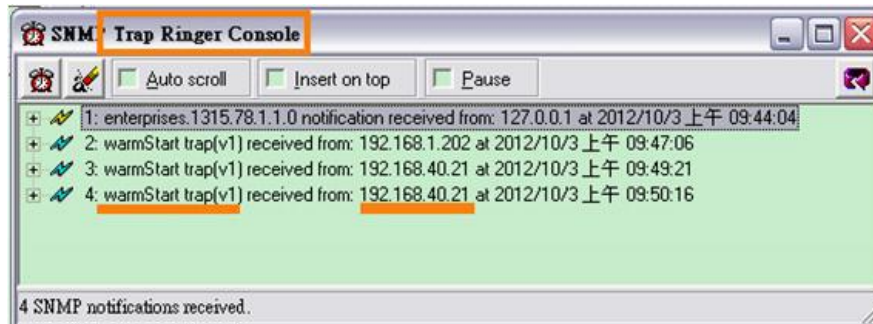 SNMP Trap Ringer Console
Auto scroll Insert on top Pause
1: enterprises.1315.78.1.1.0 notification received from: 127.0.0.1 at 2012/10/3 上午 09:44:04
2: warmStart trap(v1) received from: 192.168.1.202 at 2012/10/3 上午 09:47:06
3: warmStart trap(v1) received from: 192.168.40.21 at 2012/10/3 上午 09:49:21
4: warmStart trap(v1) received from: 192.168.40.21 at 2012/10/3 上午 09:50:16
4 SNMP notifications received.